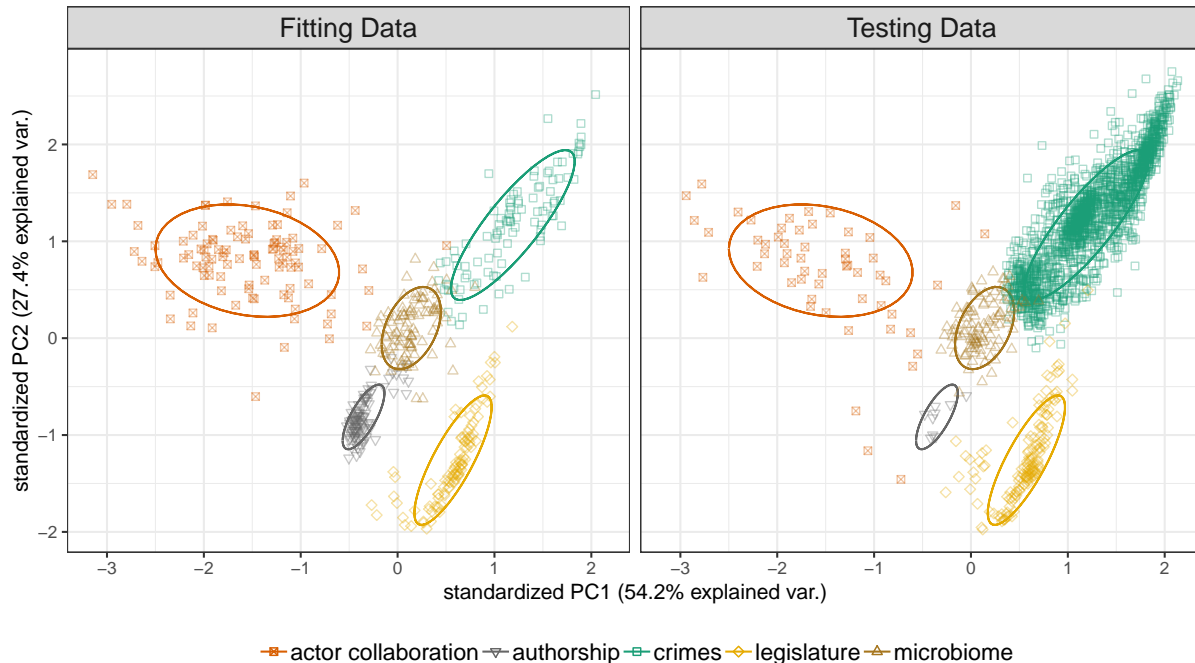 Fitting Data
Testing Data
standardized PC2 (27.4% explained var.)
2
1
0
−1
−2
−3 −2 −1 0 1 2
−3 −2 −1 0 1 2
standardized PC1 (54.2% explained var.)
actor collaboration authorship crimes legislature microbiome